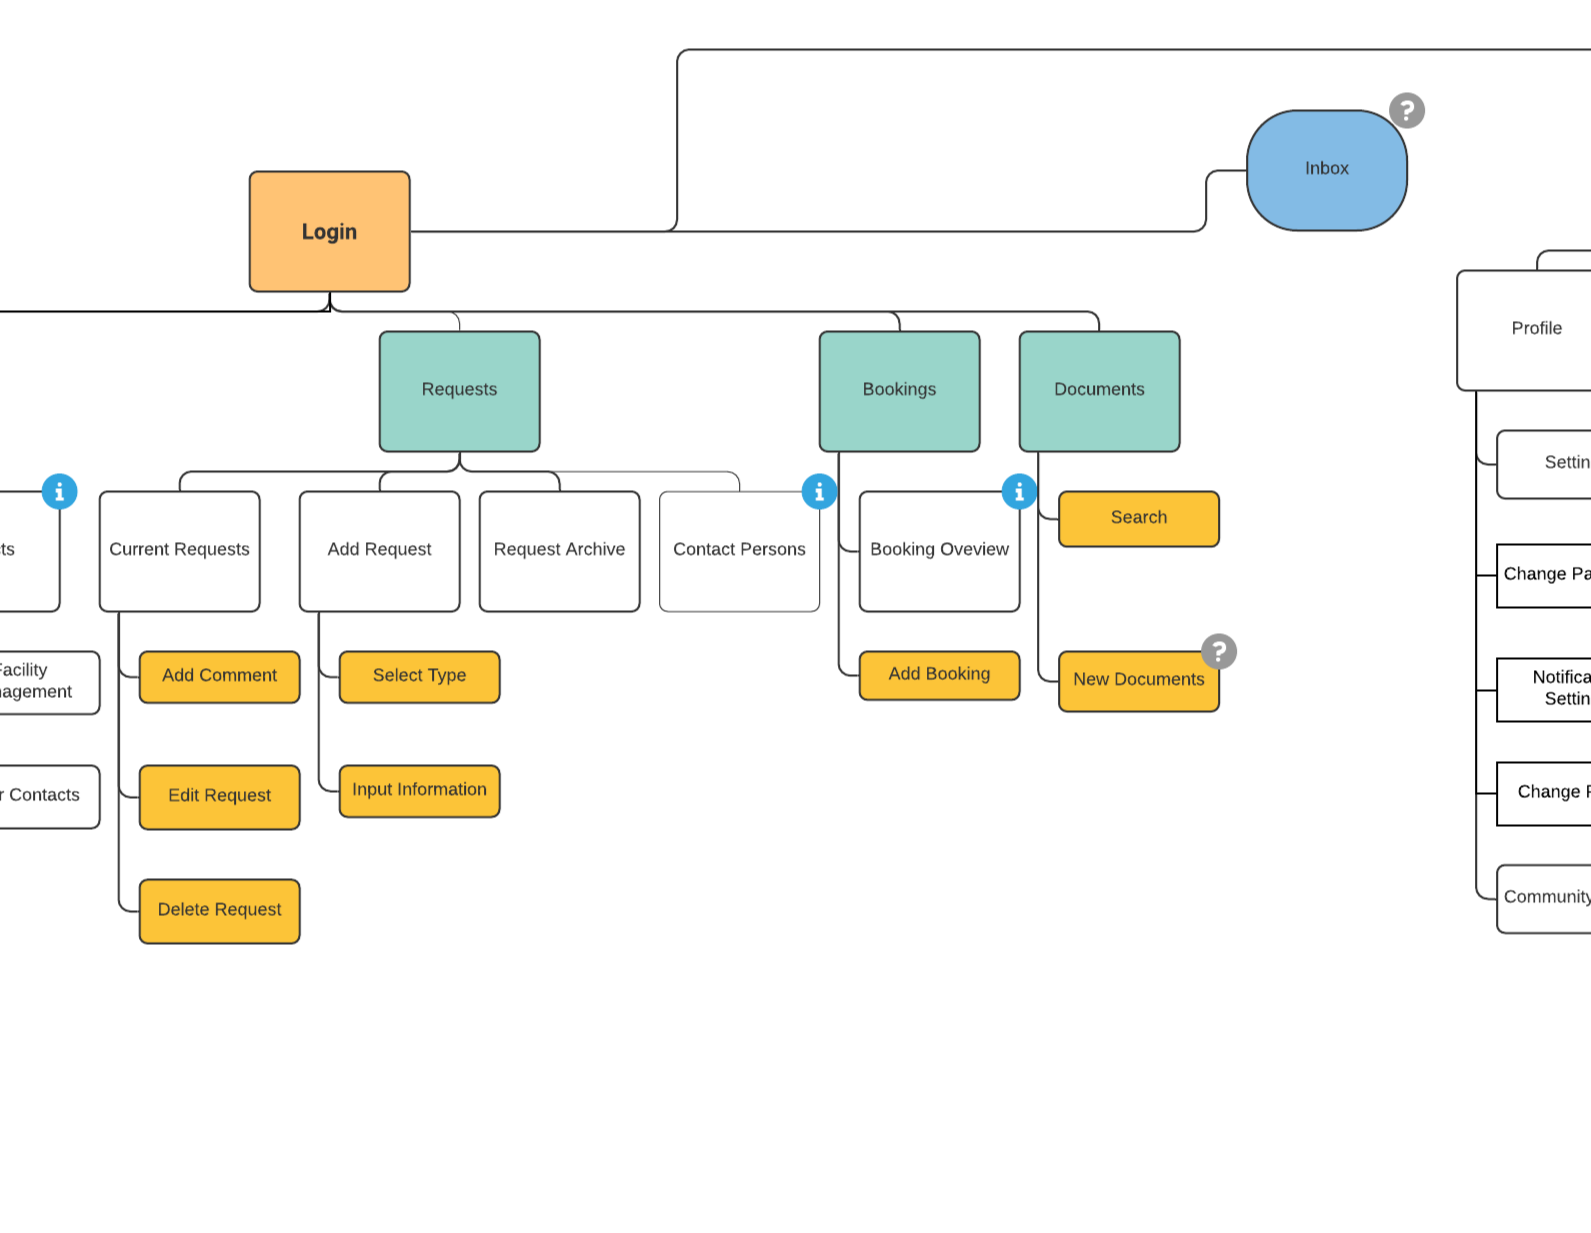 ?
Inbox
Login
Profile
Requests
Bookings
Documents
i
i
i
Settin
Search
ts
Current Requests
Add Request
Request Archive
Contact Persons
Booking Oveview
Change Pa
Facility
nagement
Add Comment
Select Type
Add Booking
New Documents
?
Notifica
Settin
r Contacts
Edit Request
Input Information
Change
Delete Request
Community